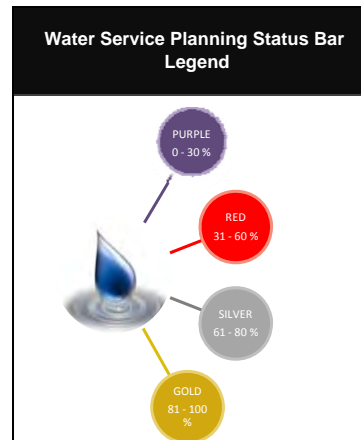 Water Service Planning Status Bar
Legend
PURPLE
0 - 30 %
RED
31 - 60 %
SILVER
61 - 80 %
GOLD
81 - 100
%